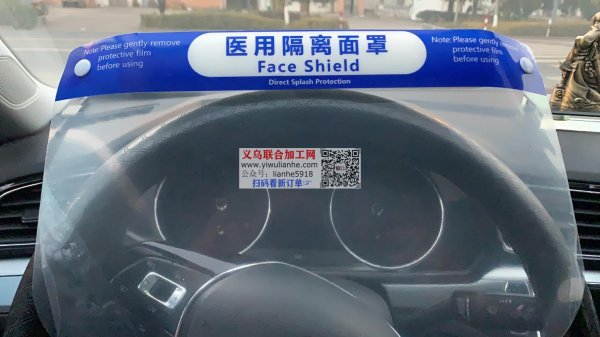 医用隔离面罩
Face Shield
Direct Splash Protection
Note:Please gently remove
protective film
before using
Note:Please gently remove
protective film
before using
义乌联合加工网
www.yiwulianhe.com
公众号：lianhe5918
扫码看新订单